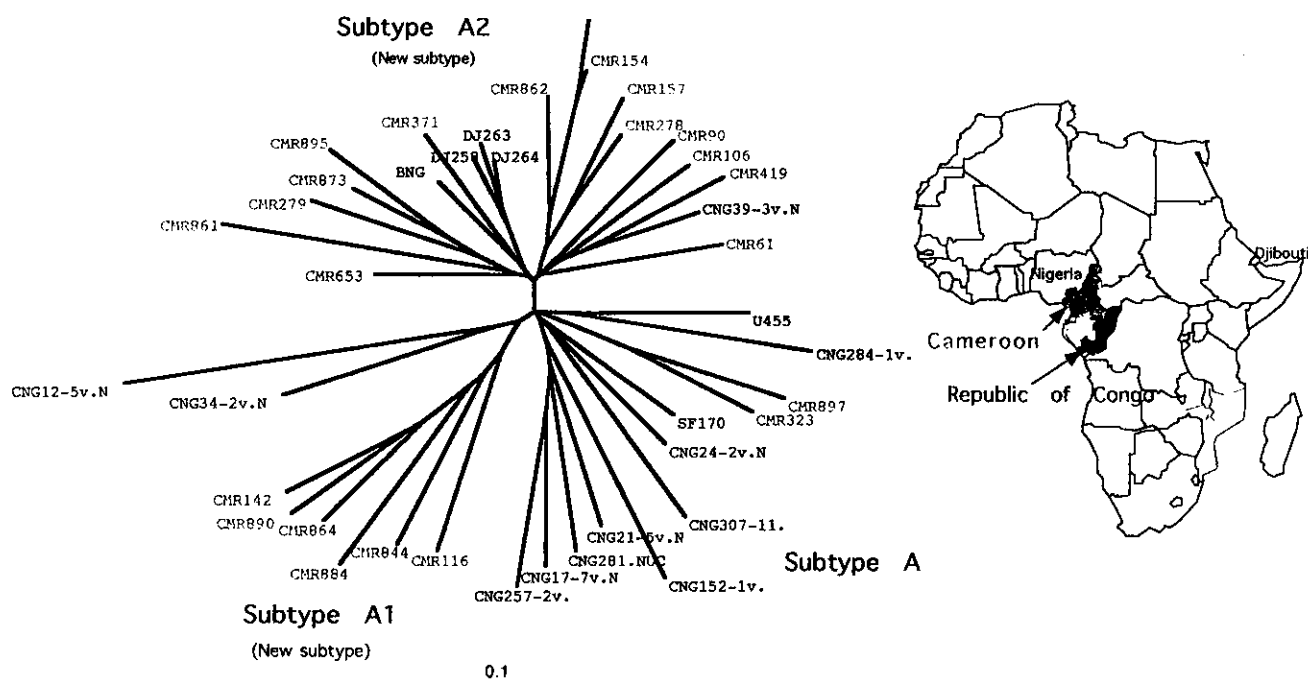 Subtype A2
(New subtype)
CMR154
CMR862
CMR157
CMR371
DJ263
CMR278
CMR90
CMR895
DJ258 DJ264
CMR106
BNG
CMR419
CMR873
CMR279
CNG39-3v.N
CMR861
CMR61
CMR653
U455
CNG284-1v.
CNG12-5v.N
CNG34-2v.N
CMR897
CMR323
SF170
CNG24-2v.N
CMR142
CMR890
CMR864
CNG307-11.
CNG21-6v.N
CMR844
CMR116
CNG281.NUC
CMR884
CNG17-7v.N
CNG152-1v.
CNG257-2v.
Subtype A
Subtype A1
(New subtype)
0.1
Djibouti
Nigeria
Cameroon
Republic of Congo